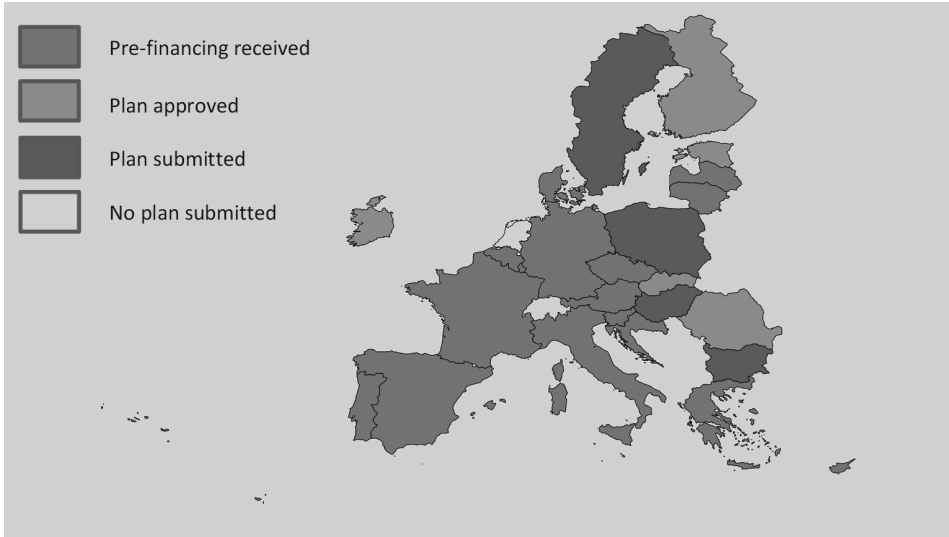 Pre-financing received
Plan approved
Plan submitted
No plan submitted